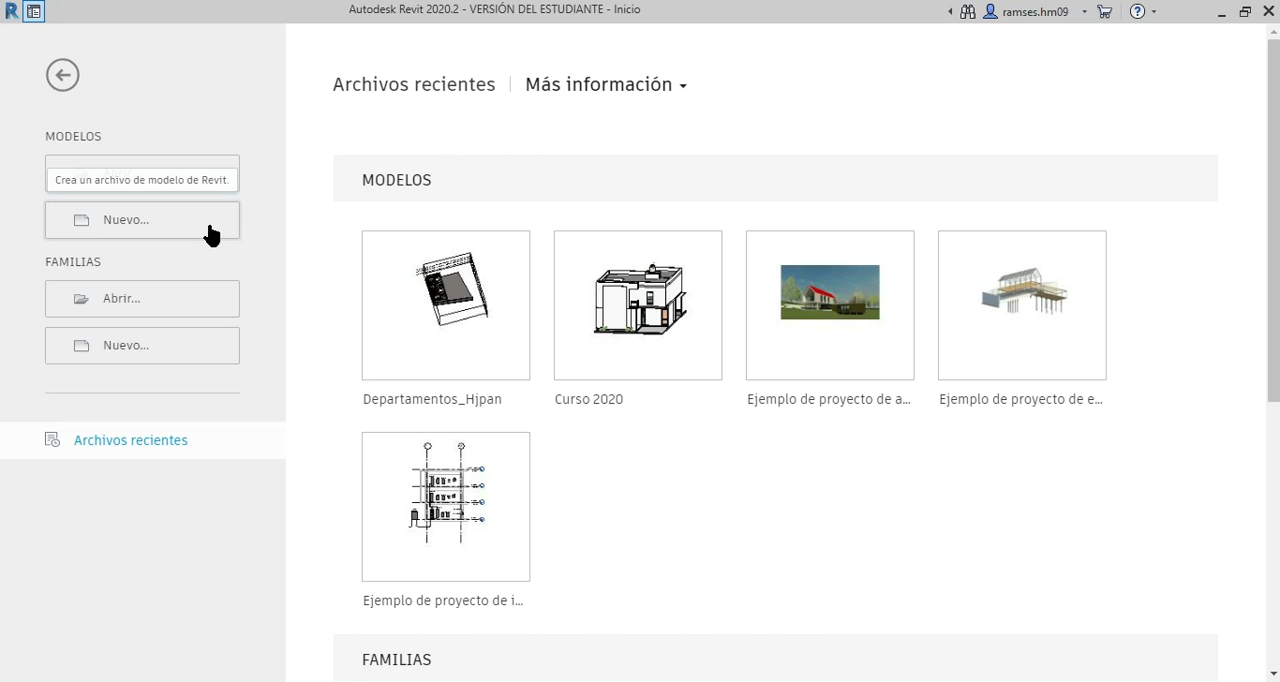 Autodesk Revit 2020.2 - VERSIÓN DEL ESTUDIANTE - Inicio
ramses.hm09
Archivos recientes | Más información
MODELOS
Crea un archivo de modelo de Revit.
Nuevo...
FAMILIAS
Abrir...
Nuevo...
Archivos recientes
MODELOS
Departamentos_Hjpan
Curso 2020
Ejemplo de proyecto de a...
Ejemplo de proyecto de e...
Ejemplo de proyecto de i...
FAMILIAS